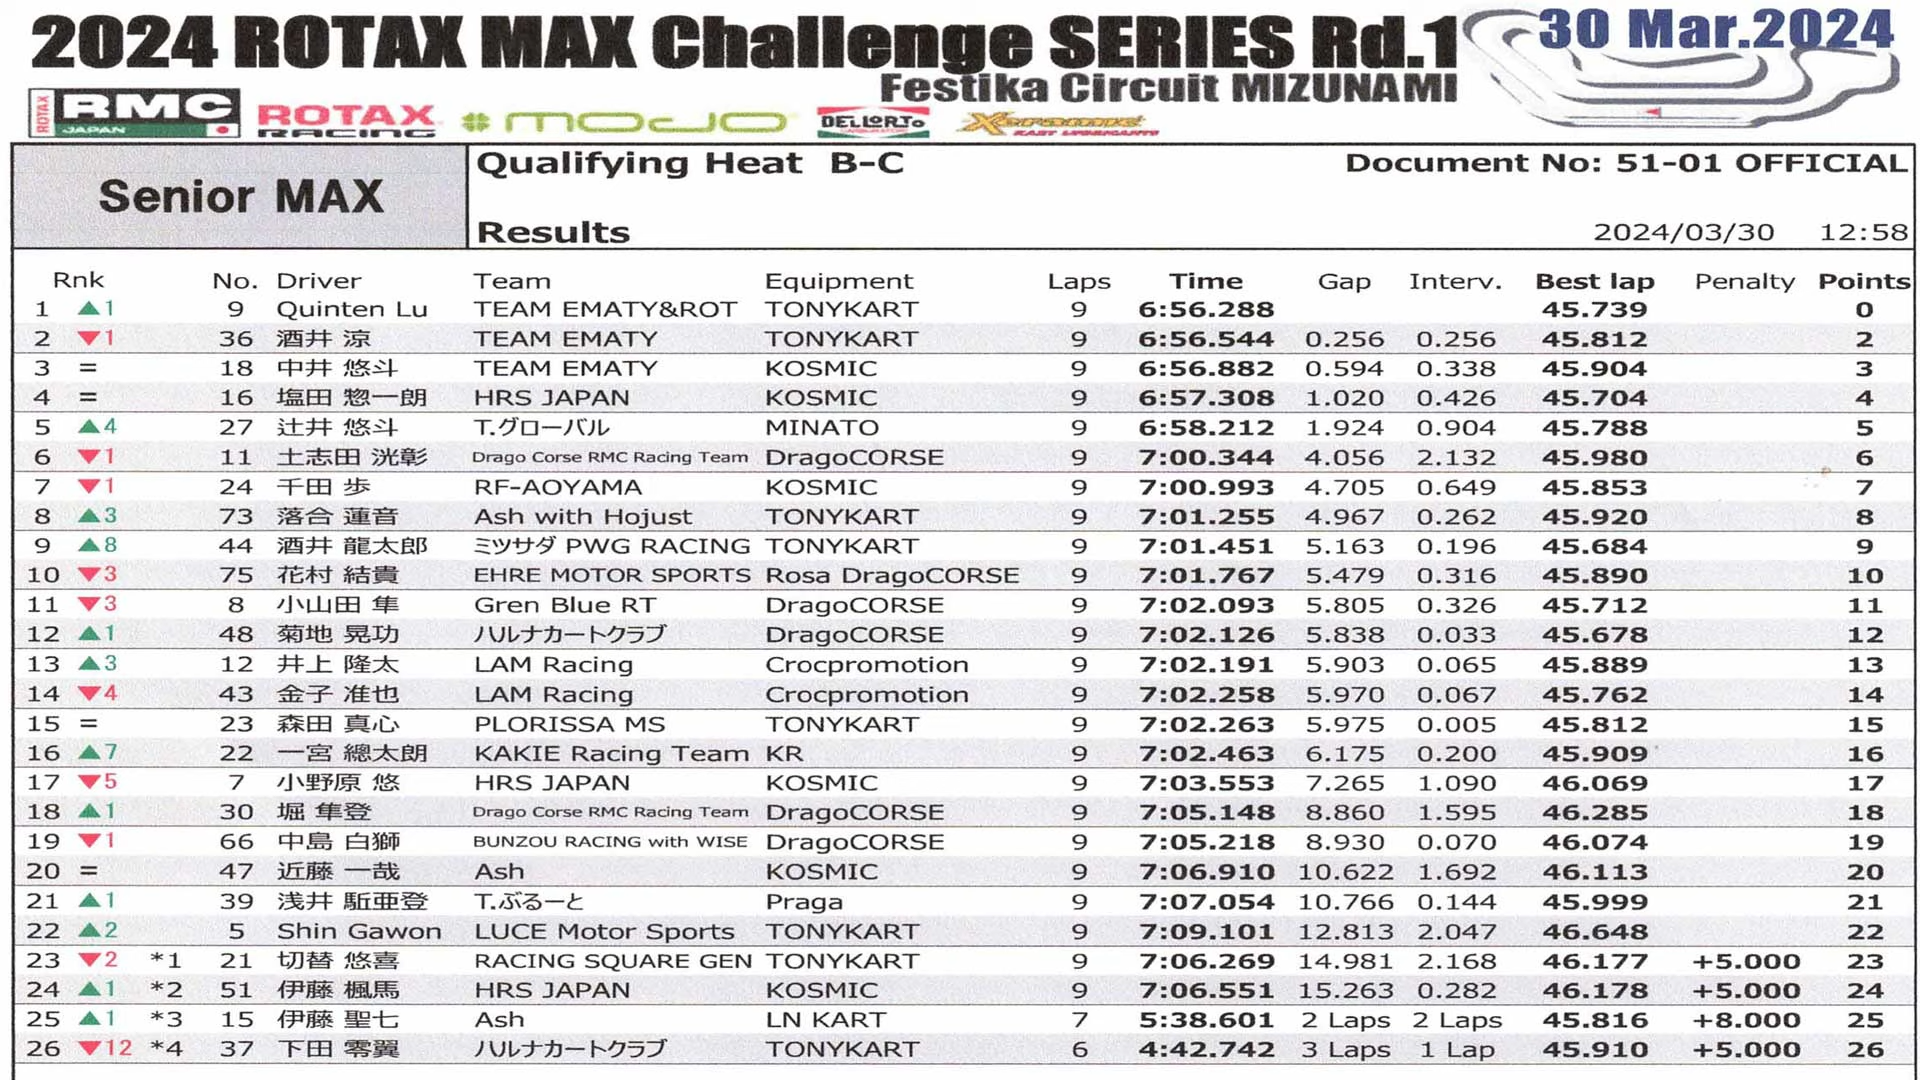 2024 ROTAX MAX Challenge SERIES Rd.1 30 Mar.2024
Festika Circuit MIZUNAMI
ROTAX RMC JAPAN ROTAX RACING MOJO DELL'ORTO
Senior MAX
Qualifying Heat B-C Document No: 51-01 OFFICIAL
Results 2024/03/30 12:58
Rnk No. Driver Team Equipment Laps Time Gap Interv. Best lap Penalty Points
1 ▲1 9 Quinten Lu TEAM EMATY&ROT TONYKART 9 6:56.288 45.739 0
2 ▼1 36 酒井 涼 TEAM EMATY TONYKART 9 6:56.544 0.256 0.256 45.812 2
3 = 18 中井 悠斗 TEAM EMATY KOSMIC 9 6:56.882 0.594 0.338 45.904 3
4 = 16 塩田 惣一朗 HRS JAPAN KOSMIC 9 6:57.308 1.020 0.426 45.704 4
5 ▲4 27 辻井 悠斗 T.グローバル MINATO 9 6:58.212 1.924 0.904 45.788 5
6 ▼1 11 土志田 滉彰 Drago Corse RMC Racing Team DragoCORSE 9 7:00.344 4.056 2.132 45.980 6
7 ▼1 24 千田 歩 RF-AOYAMA KOSMIC 9 7:00.993 4.705 0.649 45.853 7
8 ▲3 73 落合 蓮音 Ash with Hojust TONYKART 9 7:01.255 4.967 0.262 45.920 8
9 ▲8 44 酒井 龍太郎 ミツサダ PWG RACING TONYKART 9 7:01.451 5.163 0.196 45.684 9
10 ▼3 75 花村 結貴 EHRE MOTOR SPORTS Rosa DragoCORSE 9 7:01.767 5.479 0.316 45.890 10
11 ▼3 8 小山田 隼 Gren Blue RT DragoCORSE 9 7:02.093 5.805 0.326 45.712 11
12 ▲1 48 菊地 晃功 ハルナカートクラブ DragoCORSE 9 7:02.126 5.838 0.033 45.678 12
13 ▲3 12 井上 隆太 LAM Racing Crocpromotion 9 7:02.191 5.903 0.065 45.889 13
14 ▼4 43 金子 准也 LAM Racing Crocpromotion 9 7:02.258 5.970 0.067 45.762 14
15 = 23 森田 真心 PLORISSA MS TONYKART 9 7:02.263 5.975 0.005 45.812 15
16 ▲7 22 一宮 總太朗 KAKIE Racing Team KR 9 7:02.463 6.175 0.200 45.909 16
17 ▼5 7 小野原 悠 HRS JAPAN KOSMIC 9 7:03.553 7.265 1.090 46.069 17
18 ▲1 30 堀 隼登 Drago Corse RMC Racing Team DragoCORSE 9 7:05.148 8.860 1.595 46.285 18
19 ▼1 66 中島 白獅 BUNZOU RACING with WISE DragoCORSE 9 7:05.218 8.930 0.070 46.074 19
20 = 47 近藤 一哉 Ash KOSMIC 9 7:06.910 10.622 1.692 46.113 20
21 ▲1 39 浅井 T.ぶるーと Praga 9 7:07.054 10.766 0.144 45.999 21
22 ▲2 5 Shin Gawon LUCE Motor Sports TONYKART 9 7:09.101 12.813 2.047 46.648 22
23 ▼2 *1 21 切替 悠喜 RACING SQUARE GEN TONYKART 9 7:06.269 14.981 2.168 46.177 +5.000 23
24 ▲1 *2 51 伊藤 楓馬 HRS JAPAN KOSMIC 9 7:06.551 15.263 0.282 46.178 +5.000 24
25 ▲1 *3 15 伊藤 聖七 Ash LN KART 7 5:38.601 2 Laps 2 Laps 45.816 +8.000 25
26 ▼12 *4 37 下田 零翼 ハルナカートクラブ TONYKART 6 4:42.742 3 Laps 1 Lap 45.910 +5.000 26